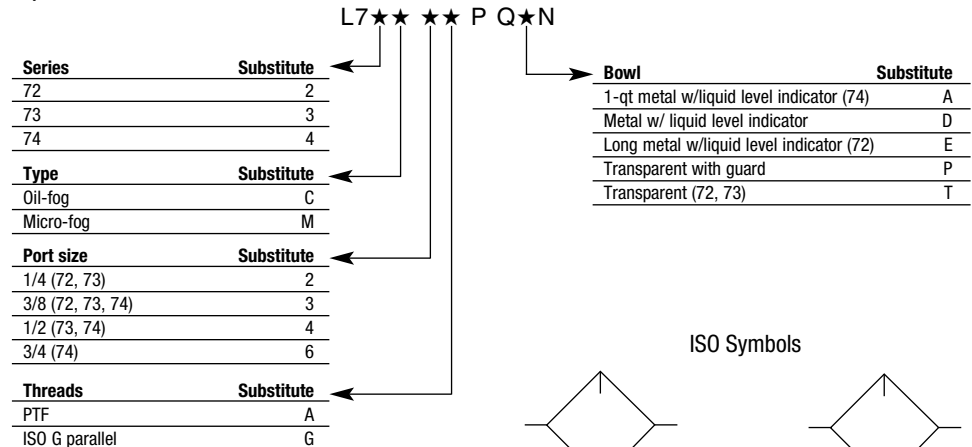 L7★★ ★★ P Q★N
Series Substitute
72 2
73 3
74 4
Type Substitute
Oil-fog C
Micro-fog M
Port size Substitute
1/4 (72, 73) 2
3/8 (72, 73, 74) 3
1/2 (73, 74) 4
3/4 (74) 6
Threads Substitute
PTF A
ISO G parallel G
Bowl Substitute
1-qt metal w/liquid level indicator (74) A
Metal w/ liquid level indicator D
Long metal w/liquid level indicator (72) E
Transparent with guard P
Transparent (72, 73) T
ISO Symbols